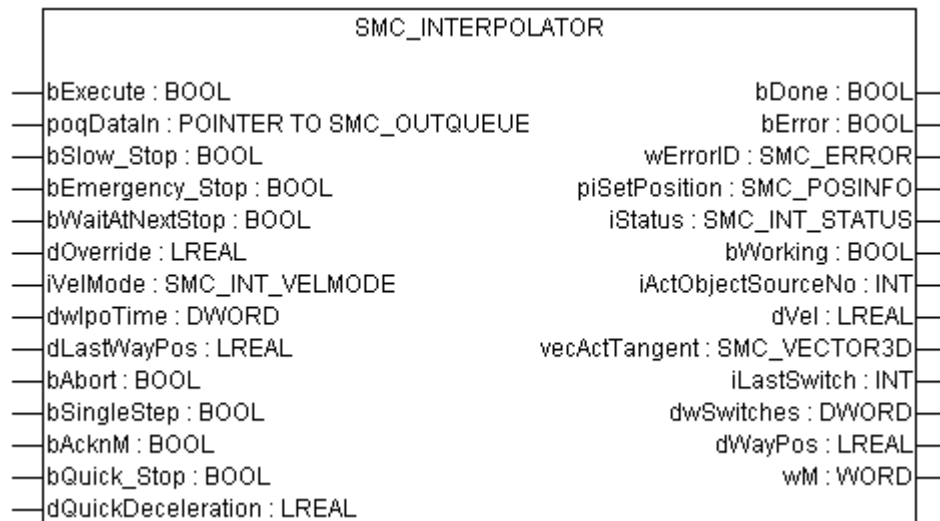 SMC_INTERPOLATOR
bExecute : BOOL bDone : BOOL
poqDataIn : POINTER TO SMC_OUTQUEUE bError : BOOL
bSlow_Stop : BOOL wErrorID : SMC_ERROR
bEmergency_Stop : BOOL piSetPosition : SMC_POSINFO
bWaitAtNextStop : BOOL iStatus : SMC_INT_STATUS
dOverride : LREAL bWorking : BOOL
iVelMode : SMC_INT_VELMODE iActObjectSourceNo : INT
dwIpoTime : DWORD dVel : LREAL
dLastWayPos : LREAL vecActTangent : SMC_VECTOR3D
bAbort : BOOL iLastSwitch : INT
bSingleStep : BOOL dwSwitches : DWORD
bAcknM : BOOL dWayPos : LREAL
bQuick_Stop : BOOL wM : WORD
dQuickDeceleration : LREAL